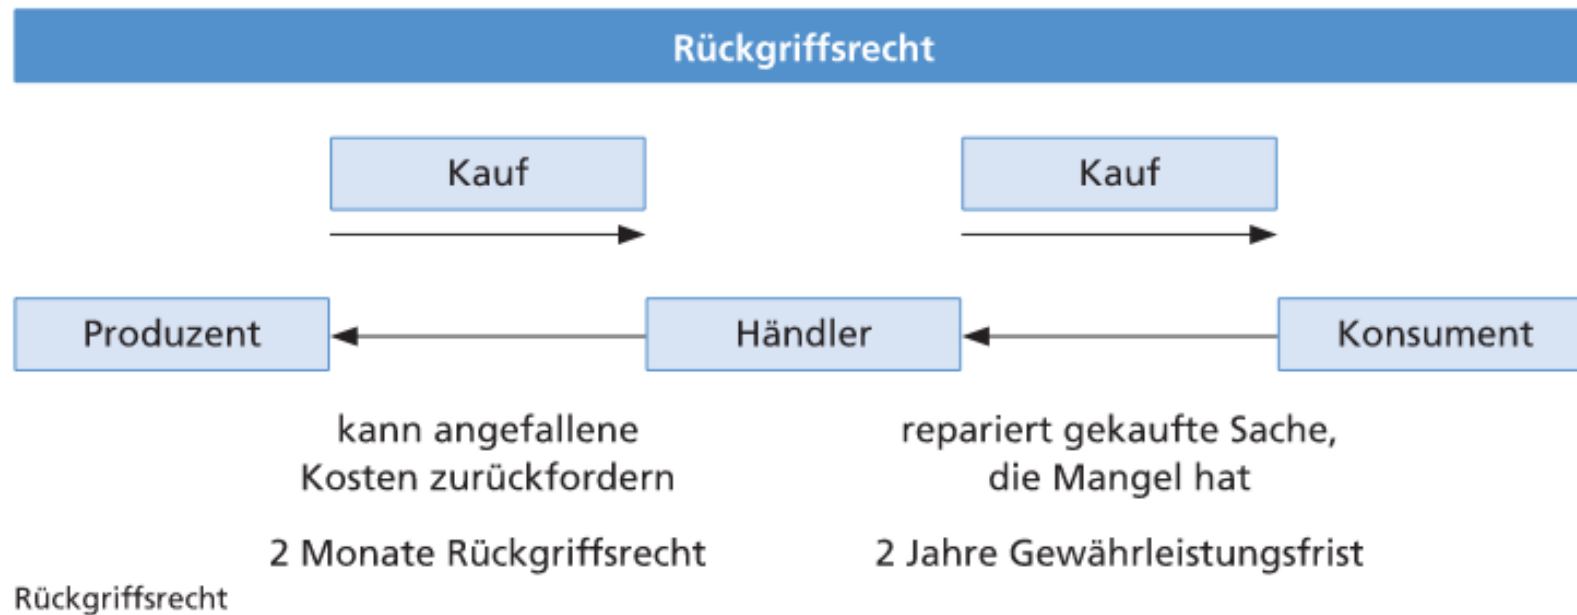 Rückgriffsrecht
Kauf
Kauf
Produzent
Händler
Konsument
kann angefallene
Kosten zurückfordern
repariert gekaufte Sache,
die Mangel hat
2 Monate Rückgriffsrecht
2 Jahre Gewährleistungsfrist
Rückgriffsrecht